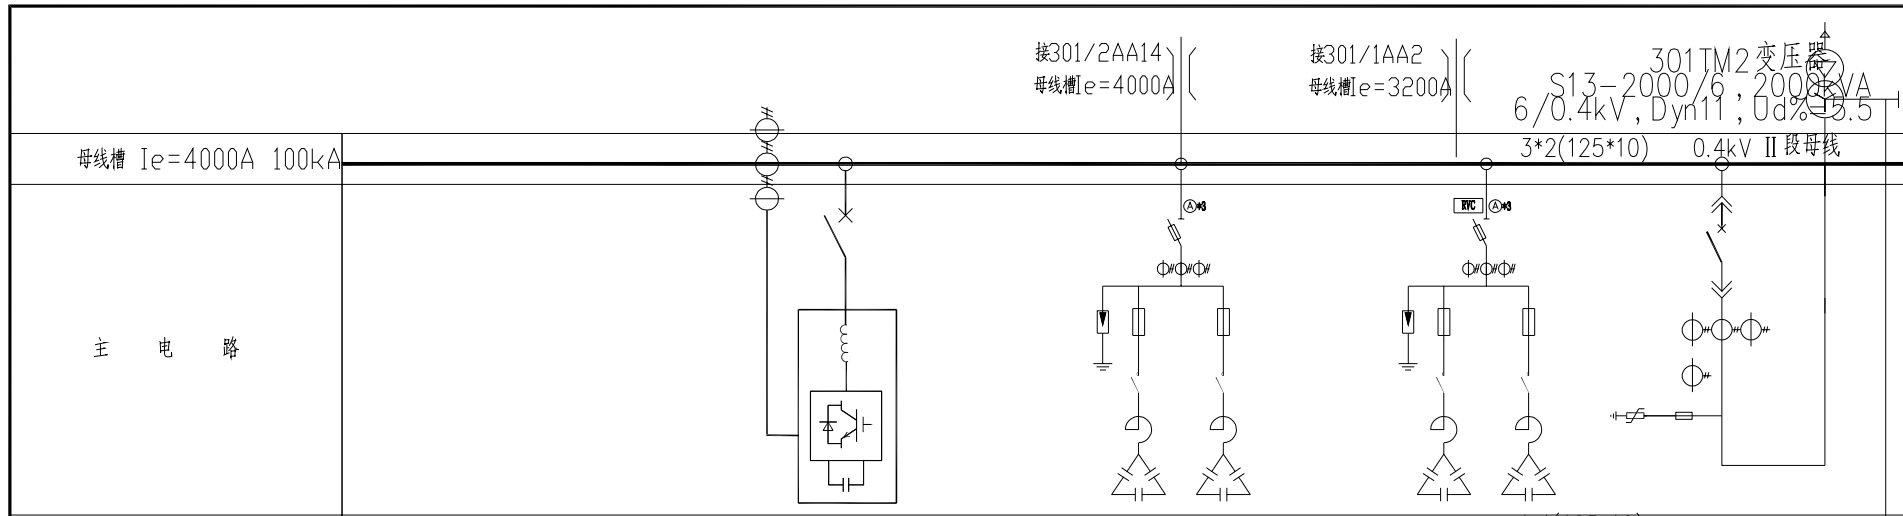 接301/2AA14
母线槽Ie=4000A
接301/1AA2
母线槽Ie=3200A
301TM2变压器
S13-2000/6,2000kVA
6/0.4kV,Dyn11,Ud%=5.5
3*2(125*10) 0.4kV II段母线
母线槽 Ie=4000A 100kA
A*3
RVC A*3
主 电 路